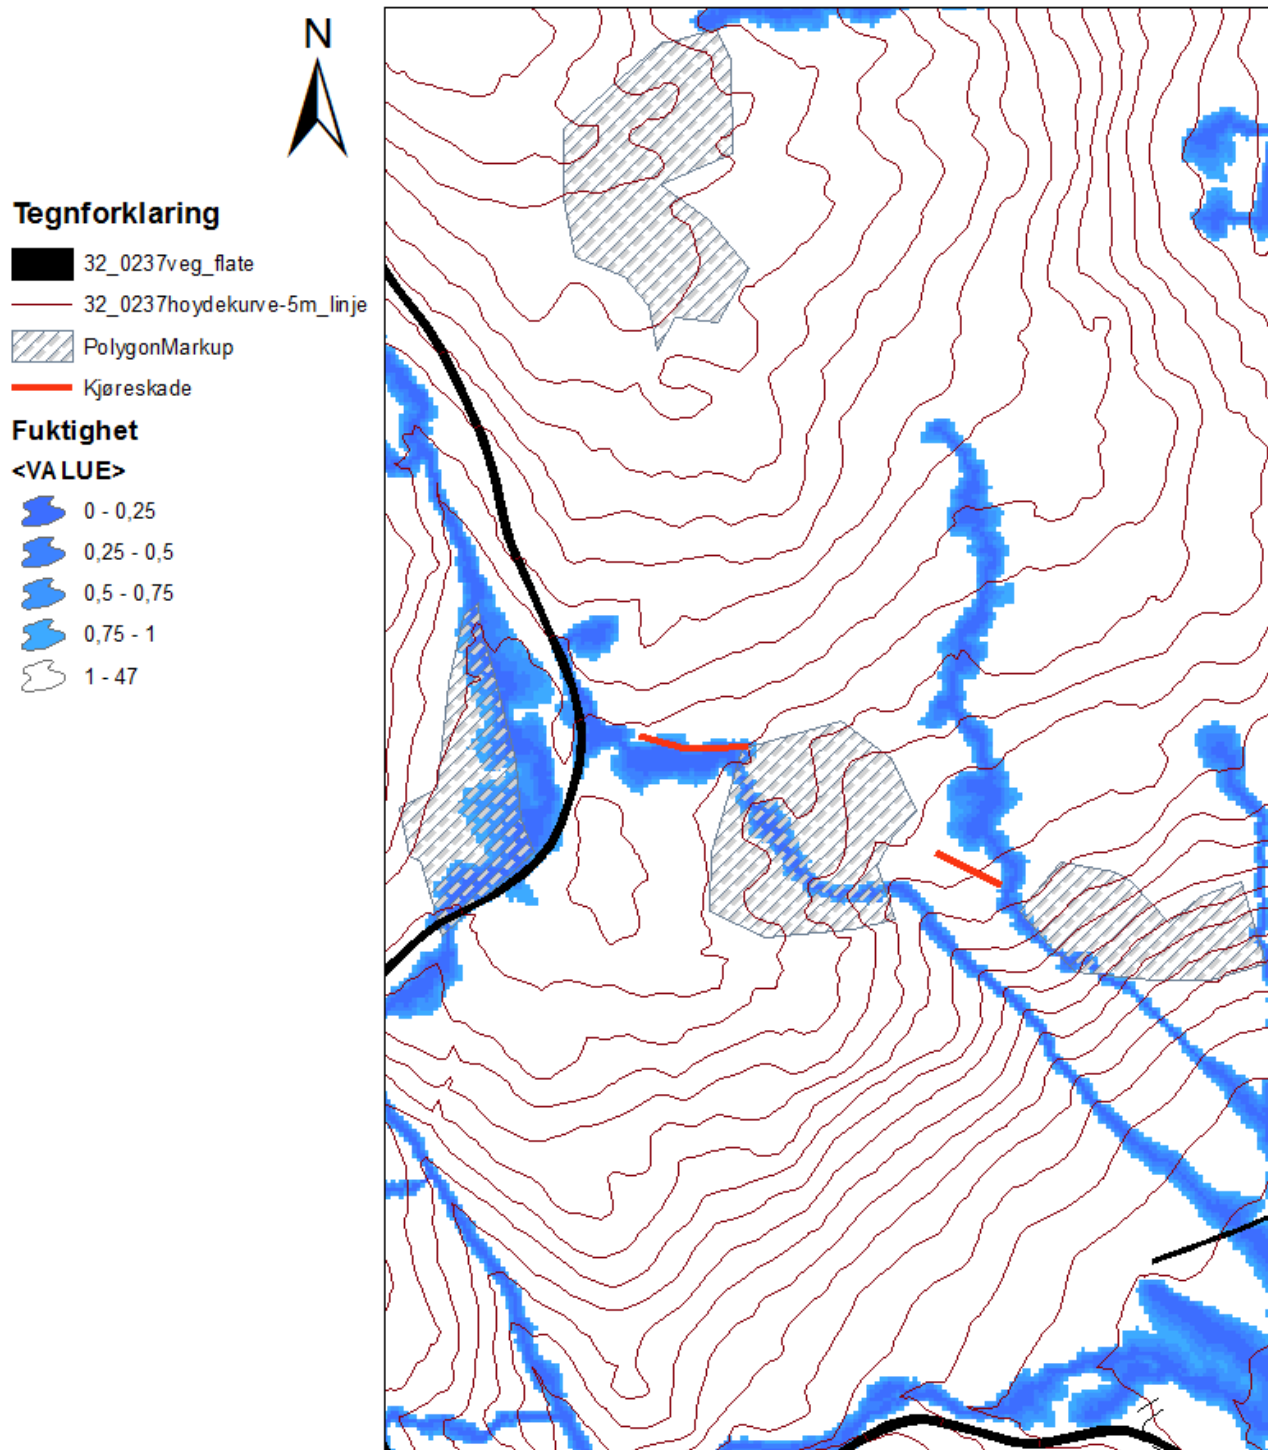 N
Tegnforklaring
32_0237veg_flate
32_0237hoydekurve-5m_linje
PolygonMarkup
Kjøreskade
Fuktighet
<VALUE>
0 - 0,25
0,25 - 0,5
0,5 - 0,75
0,75 - 1
1 - 47